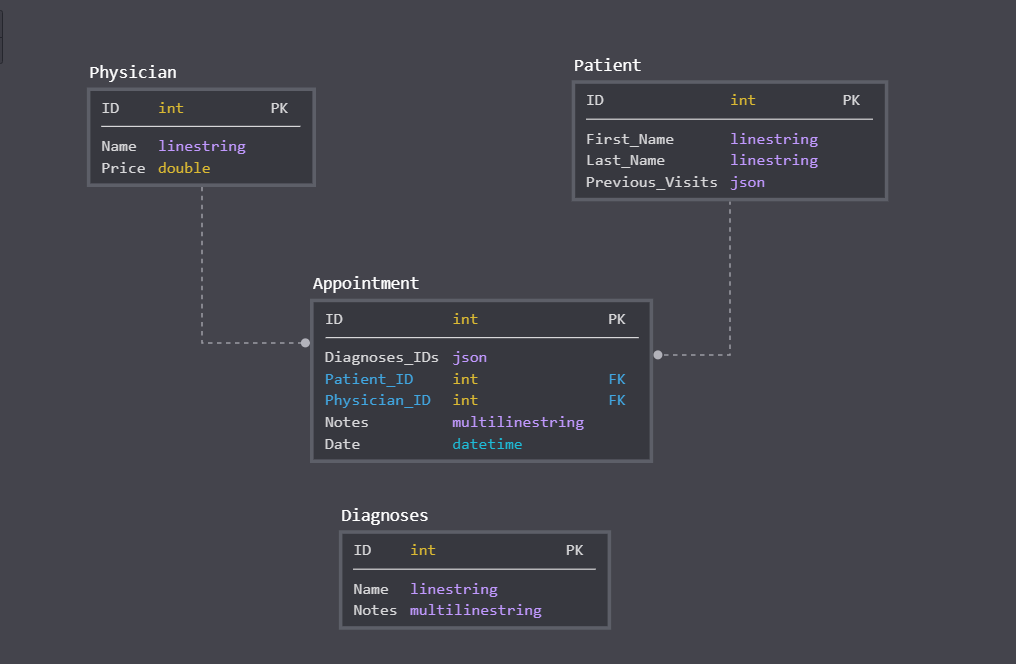 Physician
ID int PK
Name linestring
Price double
Patient
ID int PK
First_Name linestring
Last_Name linestring
Previous_Visits json
Appointment
ID int PK
Diagnoses_IDs json
Patient_ID int FK
Physician_ID int FK
Notes multilinestring
Date datetime
Diagnoses
ID int PK
Name linestring
Notes multilinestring